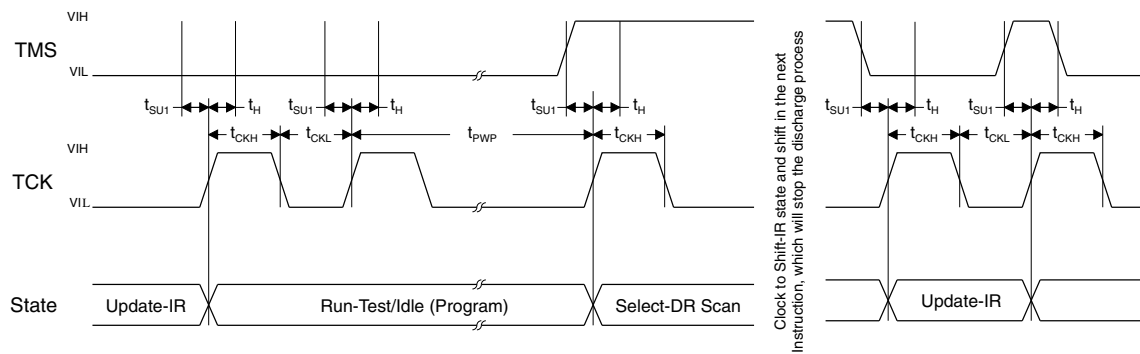 VIH
TMS
VIL
tSU1 tH tSU1 tH tSU1 tH tSU1 tH tSU1 tH
tCKH tCKL tPWP tCKH tCKH tCKL tCKH
VIH
TCK
VIL
State Update-IR Run-Test/Idle (Program) Select-DR Scan Update-IR
Clock to Shift-IR state and shift in the next
Instruction, which will stop the discharge process